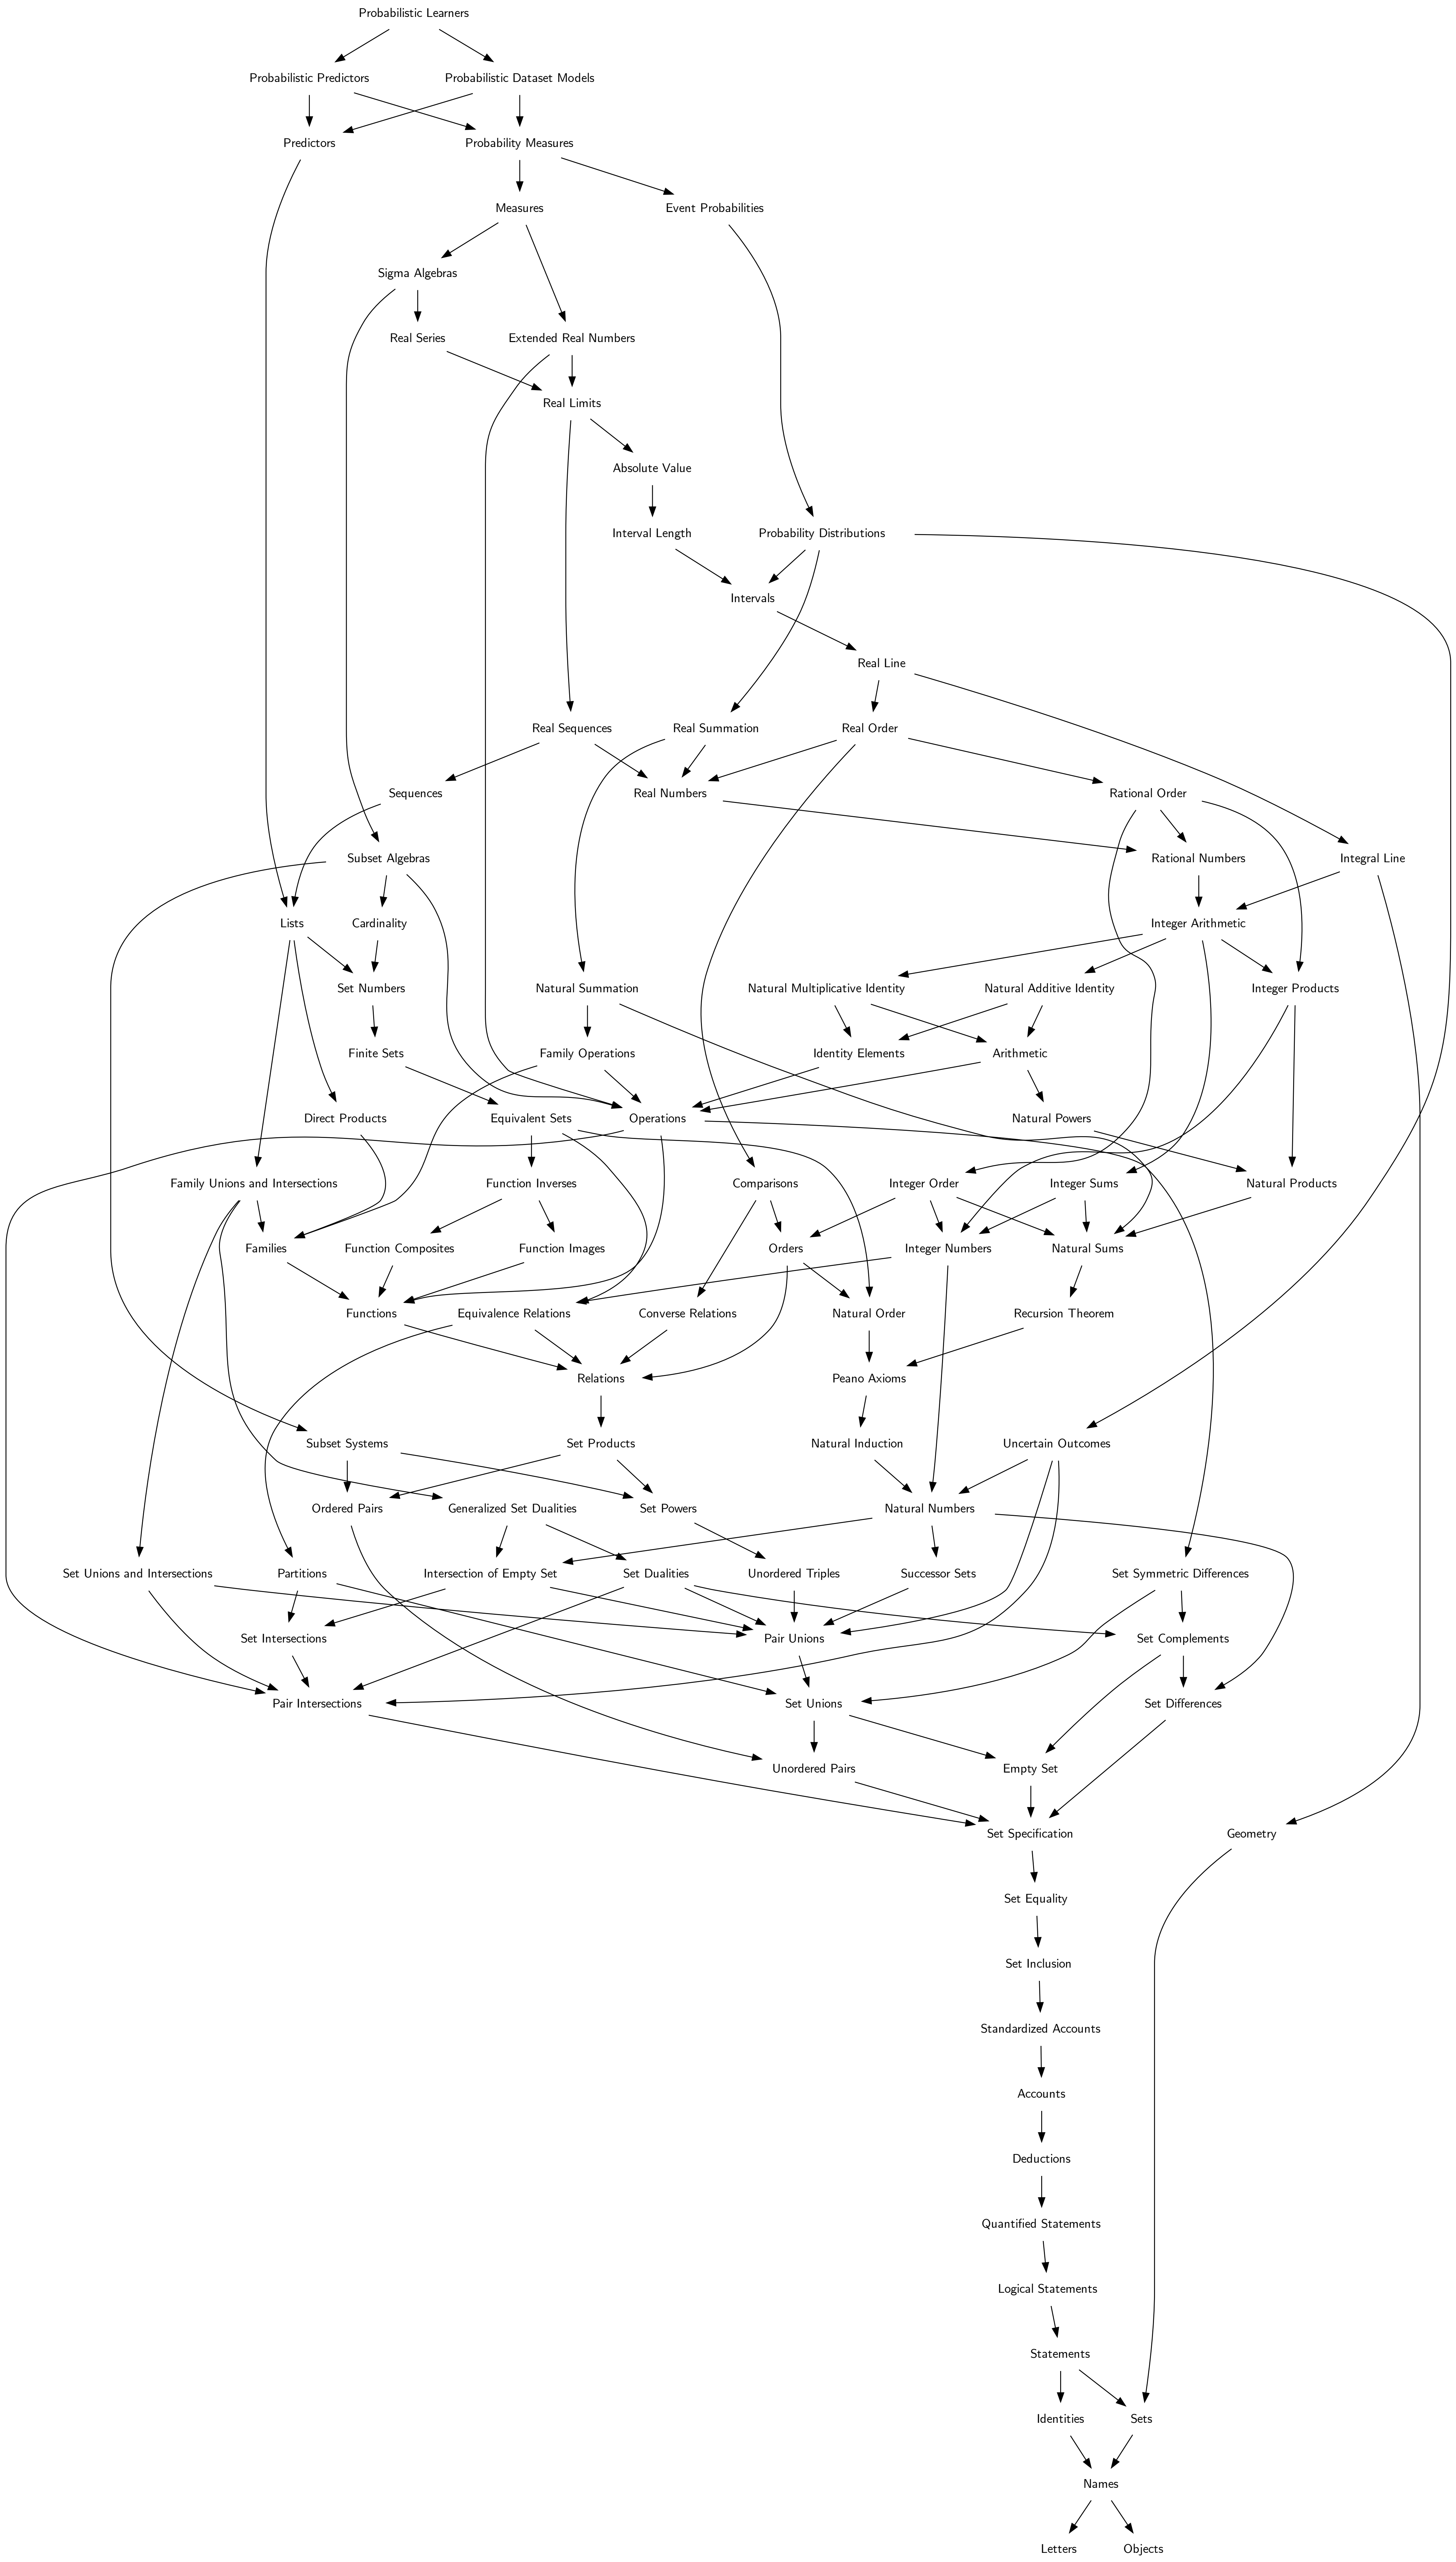 Probabilistic Learners
Probabilistic Predictors
Probabilistic Dataset Models
Predictors
Probability Measures
Measures
Event Probabilities
Sigma Algebras
Real Series
Extended Real Numbers
Real Limits
Absolute Value
Interval Length
Probability Distributions
Intervals
Real Line
Real Sequences
Real Summation
Real Order
Sequences
Real Numbers
Rational Order
Subset Algebras
Rational Numbers
Integral Line
Lists
Cardinality
Integer Arithmetic
Set Numbers
Natural Summation
Natural Multiplicative Identity
Natural Additive Identity
Integer Products
Finite Sets
Family Operations
Identity Elements
Arithmetic
Direct Products
Equivalent Sets
Operations
Natural Powers
Family Unions and Intersections
Function Inverses
Comparisons
Integer Order
Integer Sums
Natural Products
Families
Function Composites
Function Images
Orders
Integer Numbers
Natural Sums
Functions
Equivalence Relations
Converse Relations
Natural Order
Recursion Theorem
Relations
Peano Axioms
Subset Systems
Set Products
Natural Induction
Uncertain Outcomes
Ordered Pairs
Generalized Set Dualities
Set Powers
Natural Numbers
Set Unions and Intersections
Partitions
Intersection of Empty Set
Set Dualities
Unordered Triples
Successor Sets
Set Symmetric Differences
Set Intersections
Pair Unions
Set Complements
Pair Intersections
Set Unions
Set Differences
Unordered Pairs
Empty Set
Set Specification
Geometry
Set Equality
Set Inclusion
Standardized Accounts
Accounts
Deductions
Quantified Statements
Logical Statements
Statements
Identities
Sets
Names
Letters
Objects